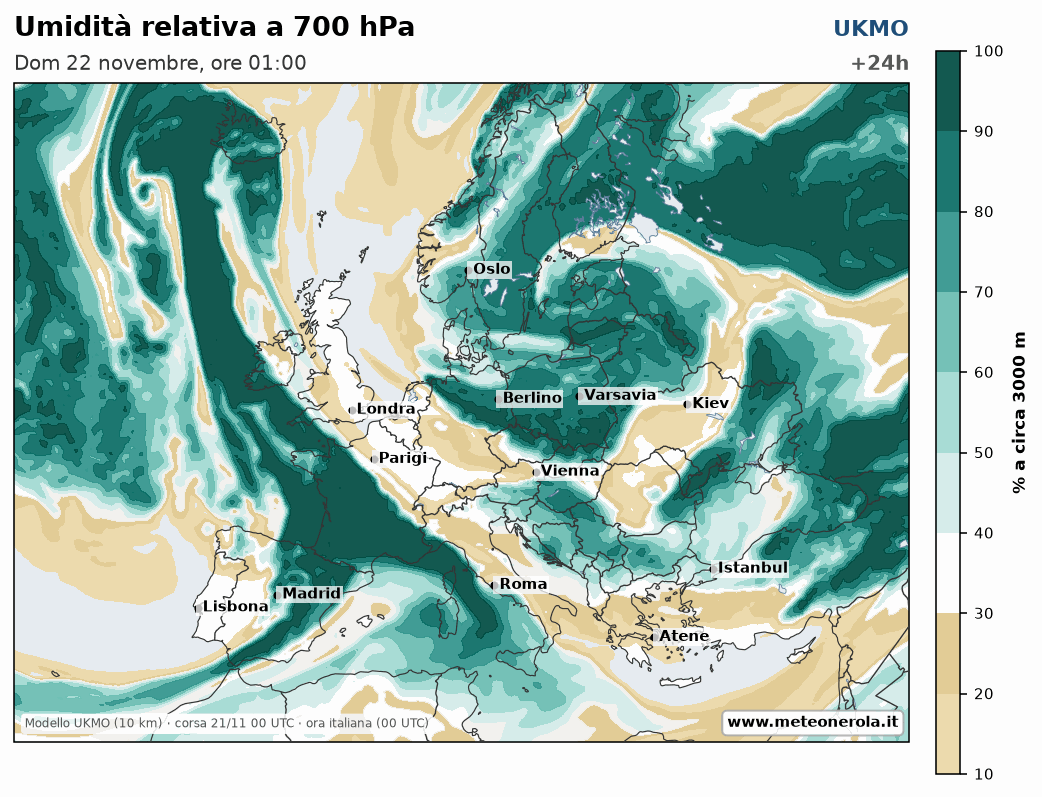 Umidità relativa a 700 hPa
UKMO
Dom 22 novembre, ore 01:00
+24h
100
90
80
70
60
50
40
30
20
10
% a circa 3000 m
Oslo
Berlino
Varsavia
Kiev
Londra
Parigi
Vienna
Istanbul
Roma
Madrid
Lisbona
Atene
Modello UKMO (10 km) · corsa 21/11 00 UTC · ora italiana (00 UTC)
www.meteonerola.it